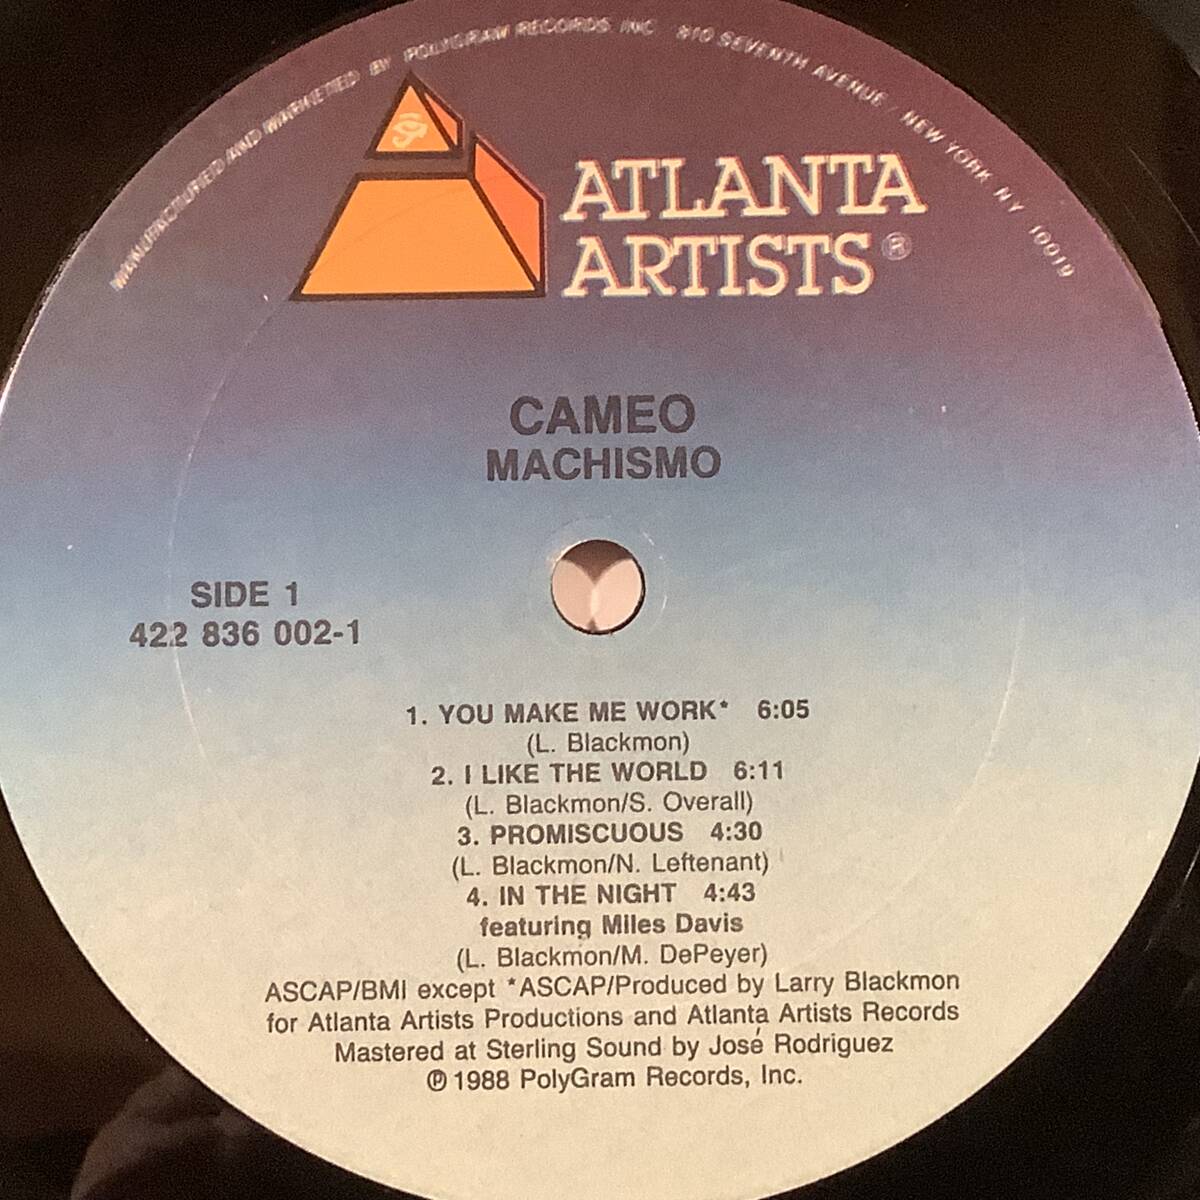 MANUFACTURED AND MARKETED BY POLYGRAM RECORDS, INC 810 SEVENTH AVENUE / NEW YORK N.Y. 10019
ATLANTA
ARTISTS®
CAMEO
MACHISMO
SIDE 1
422 836 002-1
1. YOU MAKE ME WORK* 6:05
(L. Blackmon)
2. I LIKE THE WORLD 6:11
(L. Blackmon/S. Overall)
3. PROMISCUOUS 4:30
(L. Blackmon/N. Leftenant)
4. IN THE NIGHT 4:43
featuring Miles Davis
(L. Blackmon/M. DePeyer)
ASCAP/BMI except *ASCAP/Produced by Larry Blackmon
for Atlanta Artists Productions and Atlanta Artists Records
Mastered at Sterling Sound by José Rodriguez
℗ 1988 PolyGram Records, Inc.